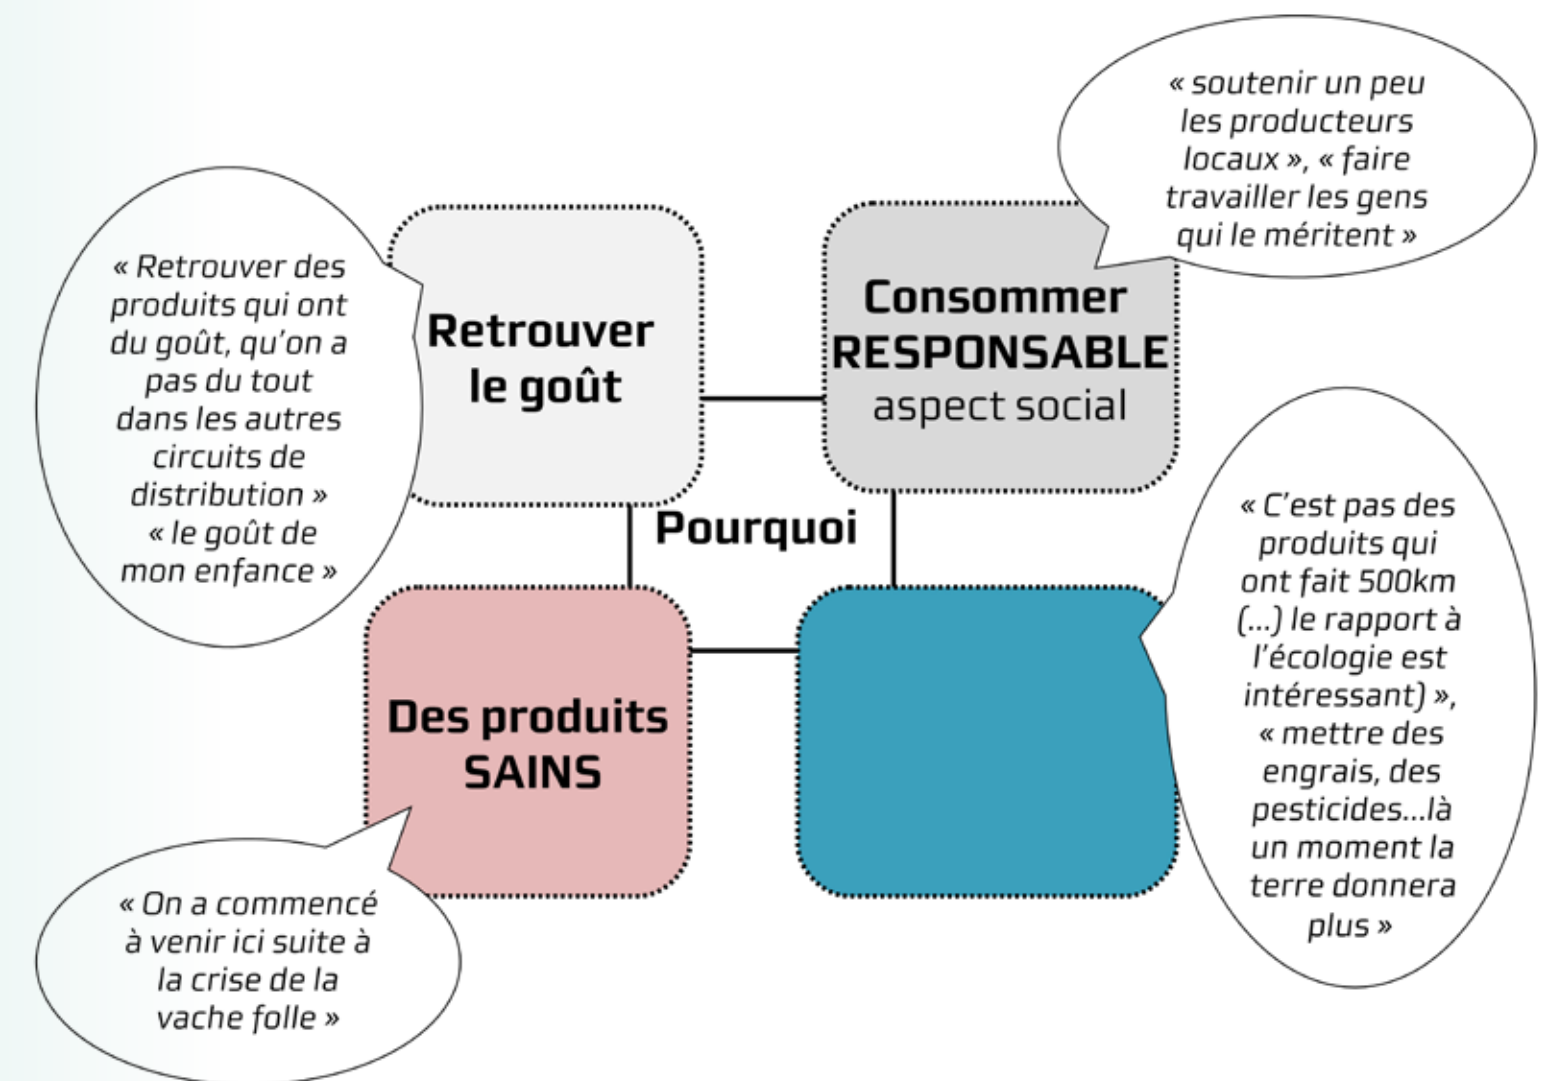 « soutenir un peu
les producteurs
locaux », « faire
travailler les gens
qui le méritent »
« Retrouver des
produits qui ont
du goût, qu'on a
pas du tout
dans les autres
circuits de
distribution »
« le goût de
mon enfance »
Retrouver
le goût
Consommer
RESPONSABLE
aspect social
Pourquoi
« C'est pas des
produits qui
ont fait 500km
(...) le rapport à
l'écologie est
intéressant) »,
« mettre des
engrais, des
pesticides...là
un moment la
terre donnera
plus »
Des produits
SAINS
« On a commencé
à venir ici suite à
la crise de la
vache folle »